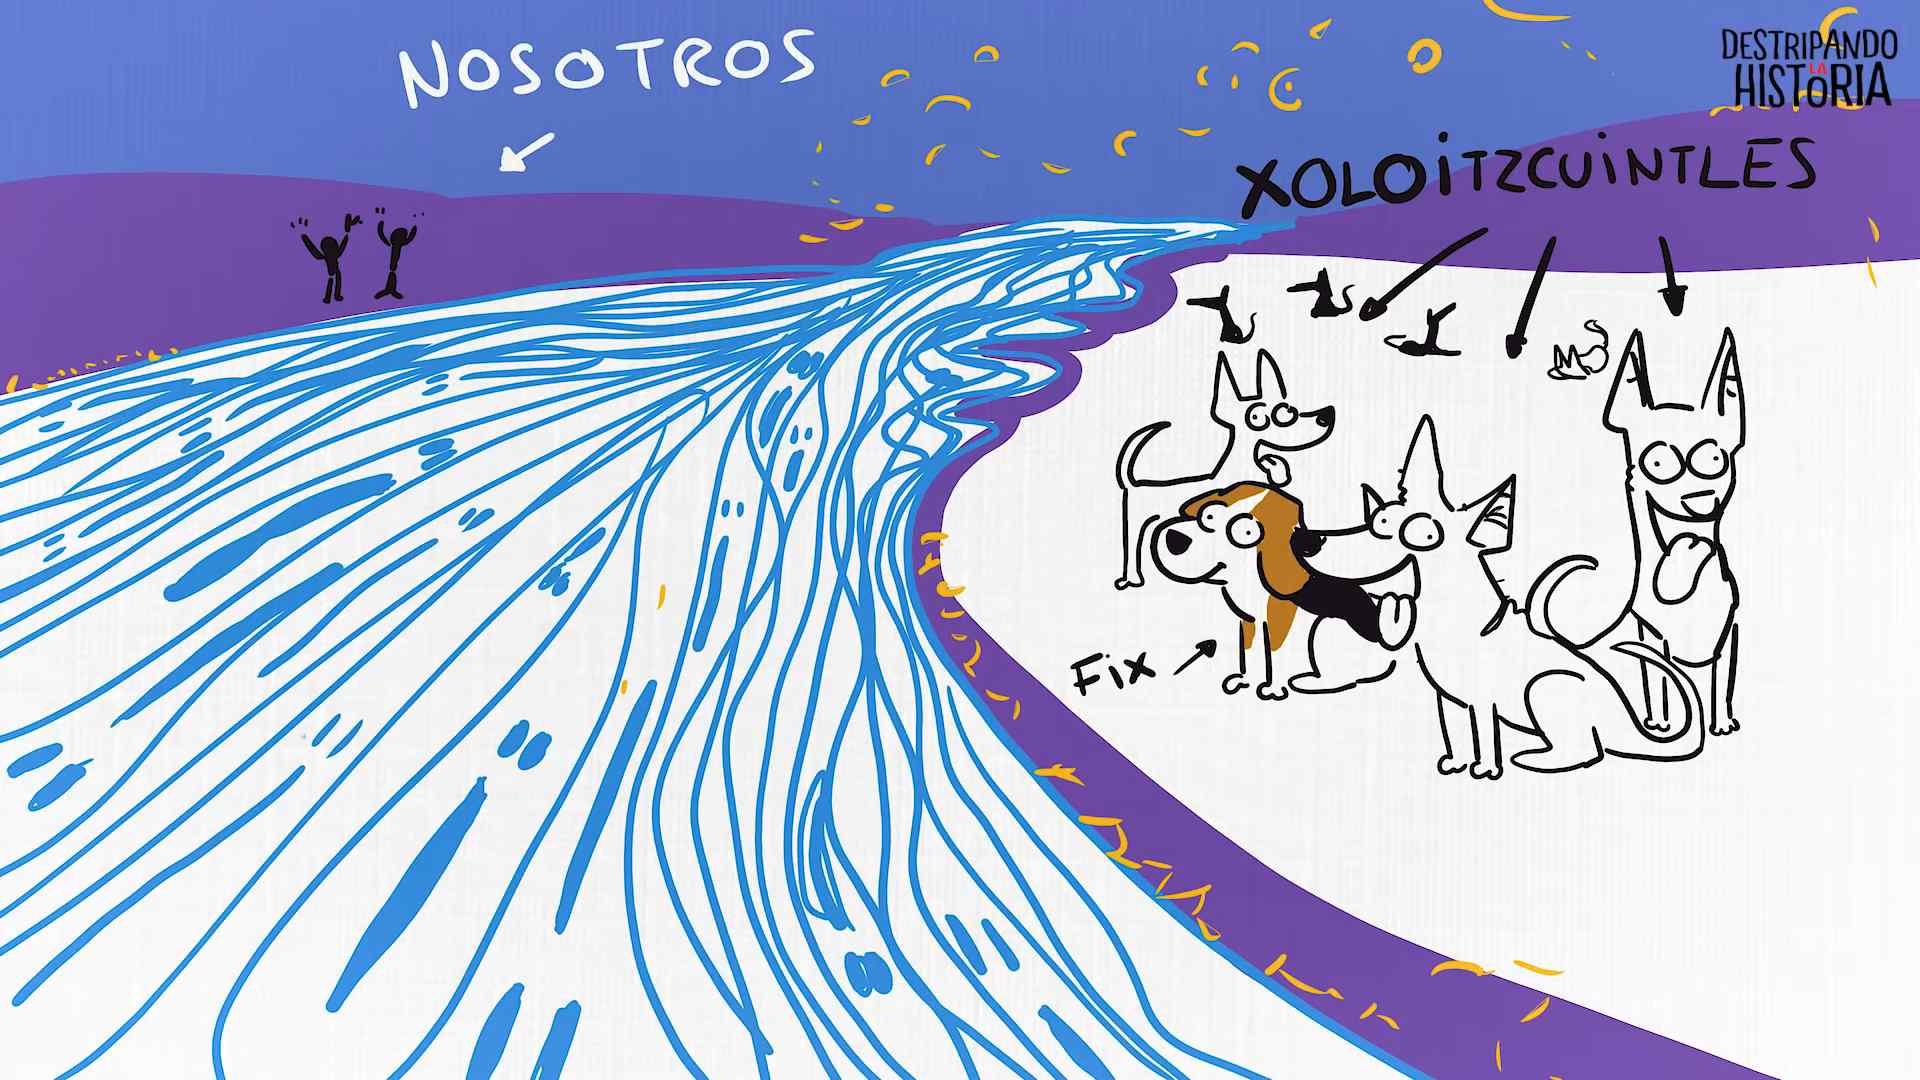 NOSOTROS
DESTRIPANDO
LA
HISTORIA
XOLOiTZCUiNTLES
Fix